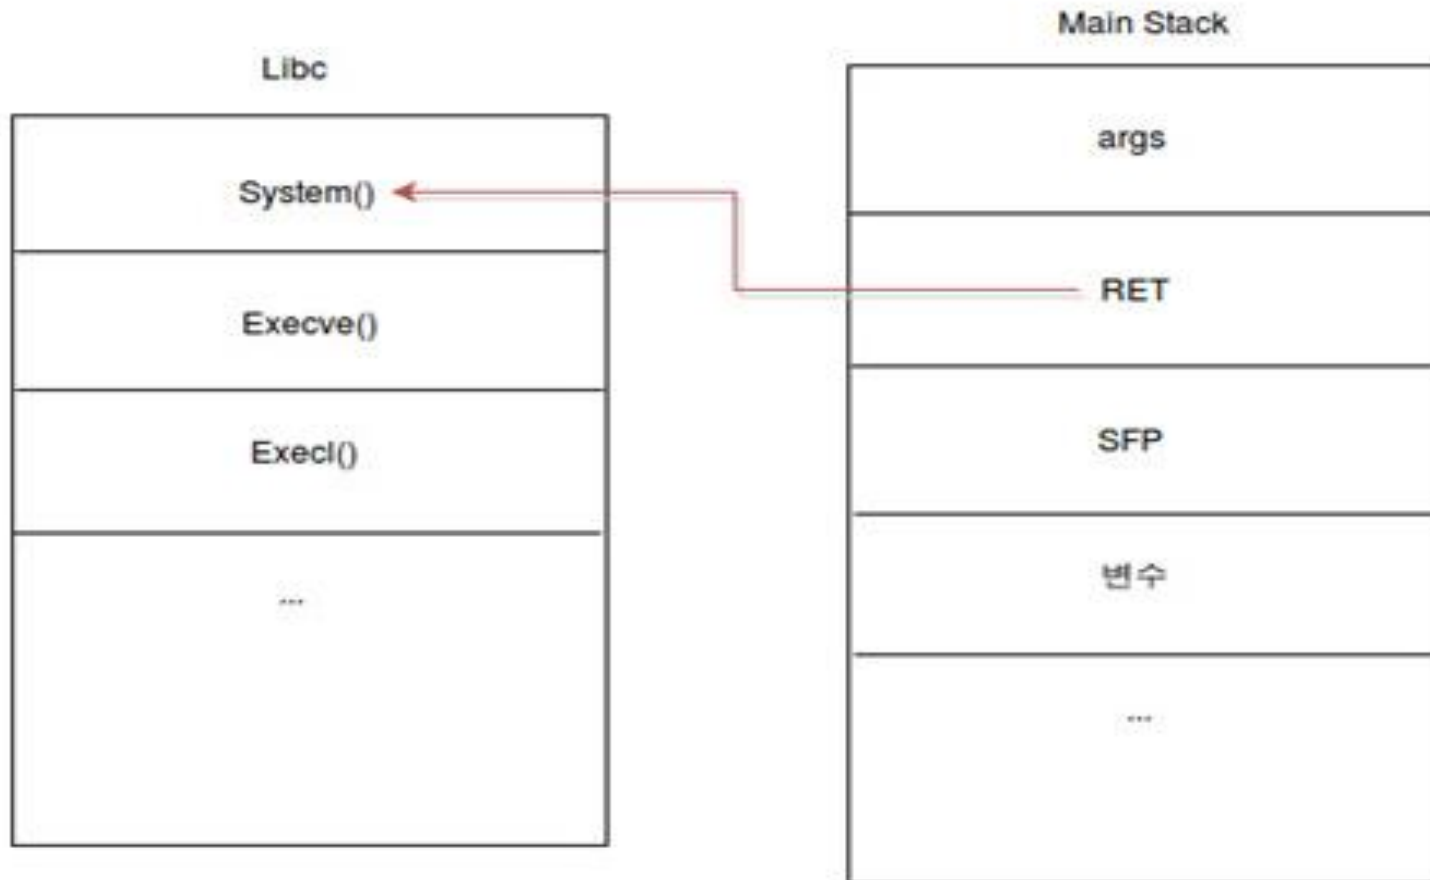 Libc
System()
Execve()
Execl()
...
Main Stack
args
RET
SFP
변수
...